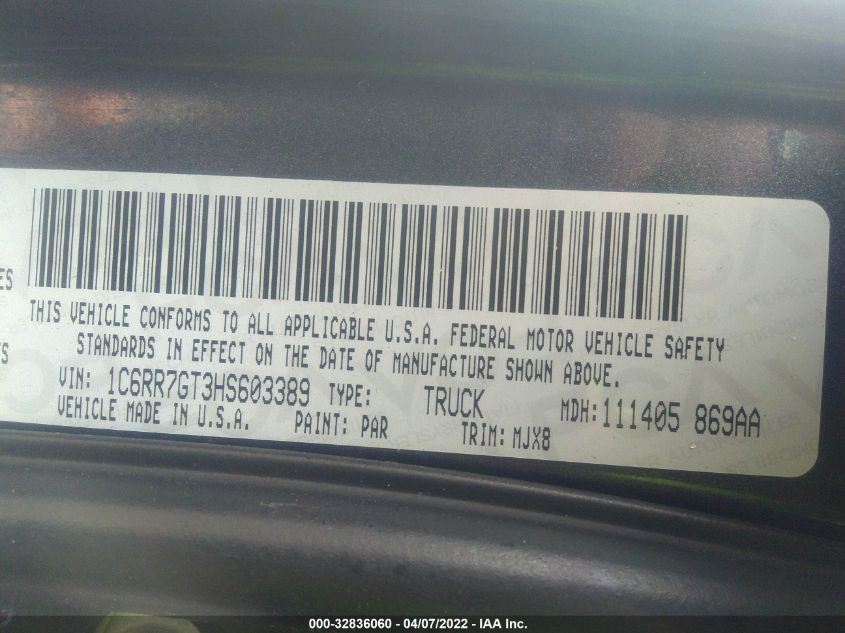 ES
THIS VEHICLE CONFORMS TO ALL APPLICABLE U.S.A. FEDERAL MOTOR VEHICLE SAFETY
TS
STANDARDS IN EFFECT ON THE DATE OF MANUFACTURE SHOWN ABOVE.
VIN: 1C6RR7GT3HS603389 TYPE: TRUCK MDH:111405 869AA
VEHICLE MADE IN U.S.A. PAINT: PAR TRIM: MJX8
000-32836060 - 04/07/2022 - IAA Inc.